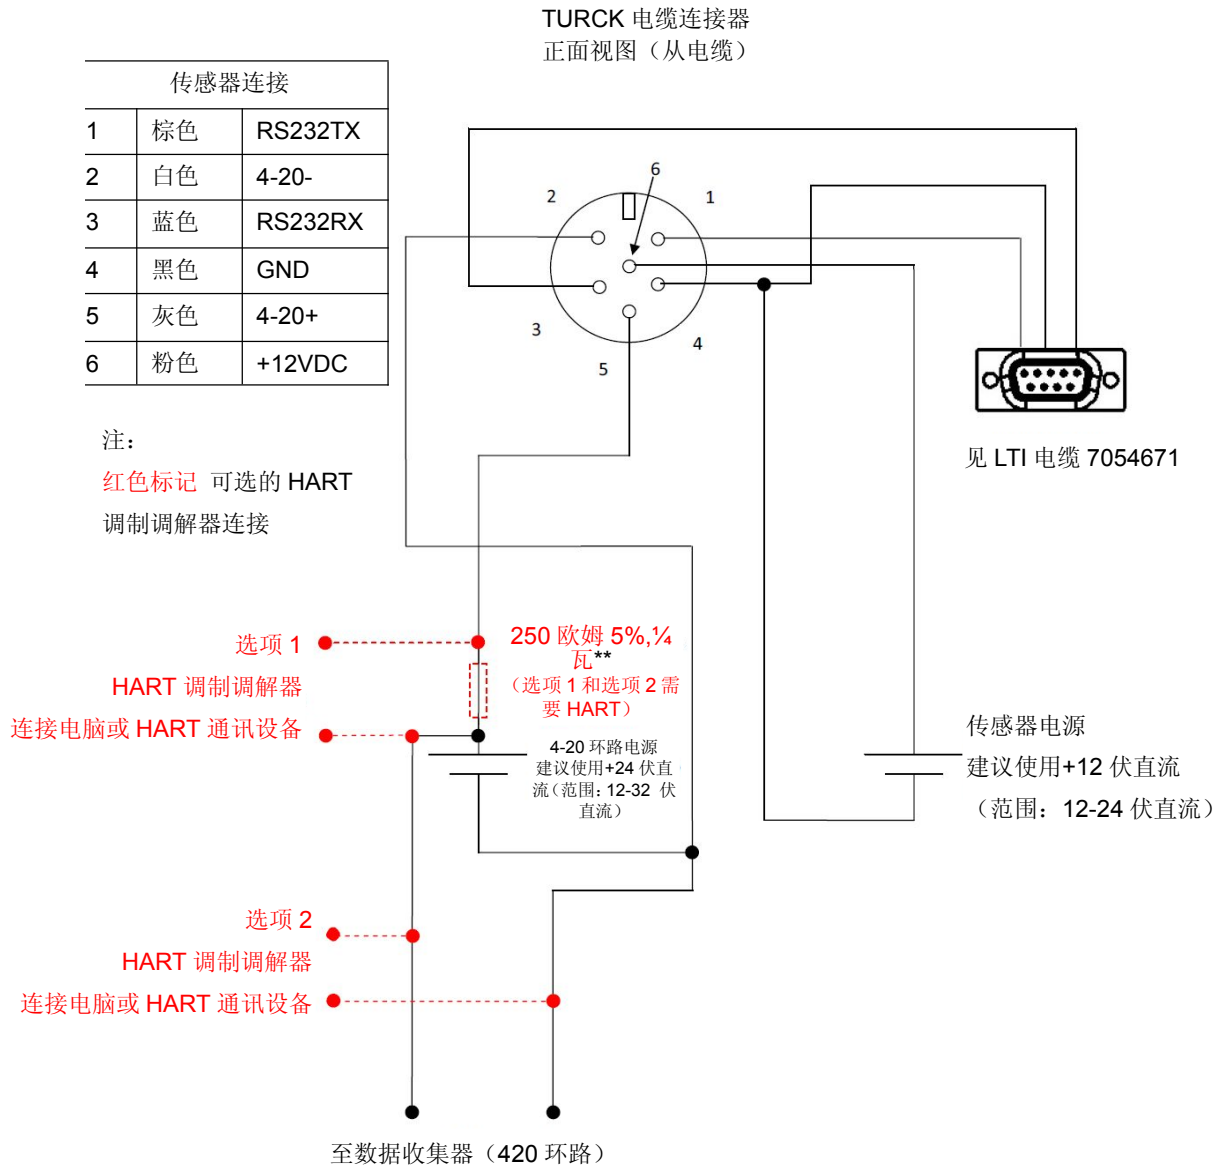 TURCK 电缆连接器
正面视图（从电缆）
传感器连接
1 棕色 RS232TX
2 白色 4-20-
3 蓝色 RS232RX
4 黑色 GND
5 灰色 4-20+
6 粉色 +12VDC
6
2
1
3
4
5
见 LTI 电缆 7054671
注：
红色标记 可选的 HART
调制调解器连接
选项 1
HART 调制调解器
连接电脑或 HART 通讯设备
250 欧姆 5%,¼
瓦**
（选项 1 和选项 2 需
要 HART）
4-20 环路电源
建议使用+24 伏直
流（范围：12-32 伏
直流）
传感器电源
建议使用+12 伏直流
（范围：12-24 伏直流）
选项 2
HART 调制调解器
连接电脑或 HART 通讯设备
至数据收集器（420 环路）